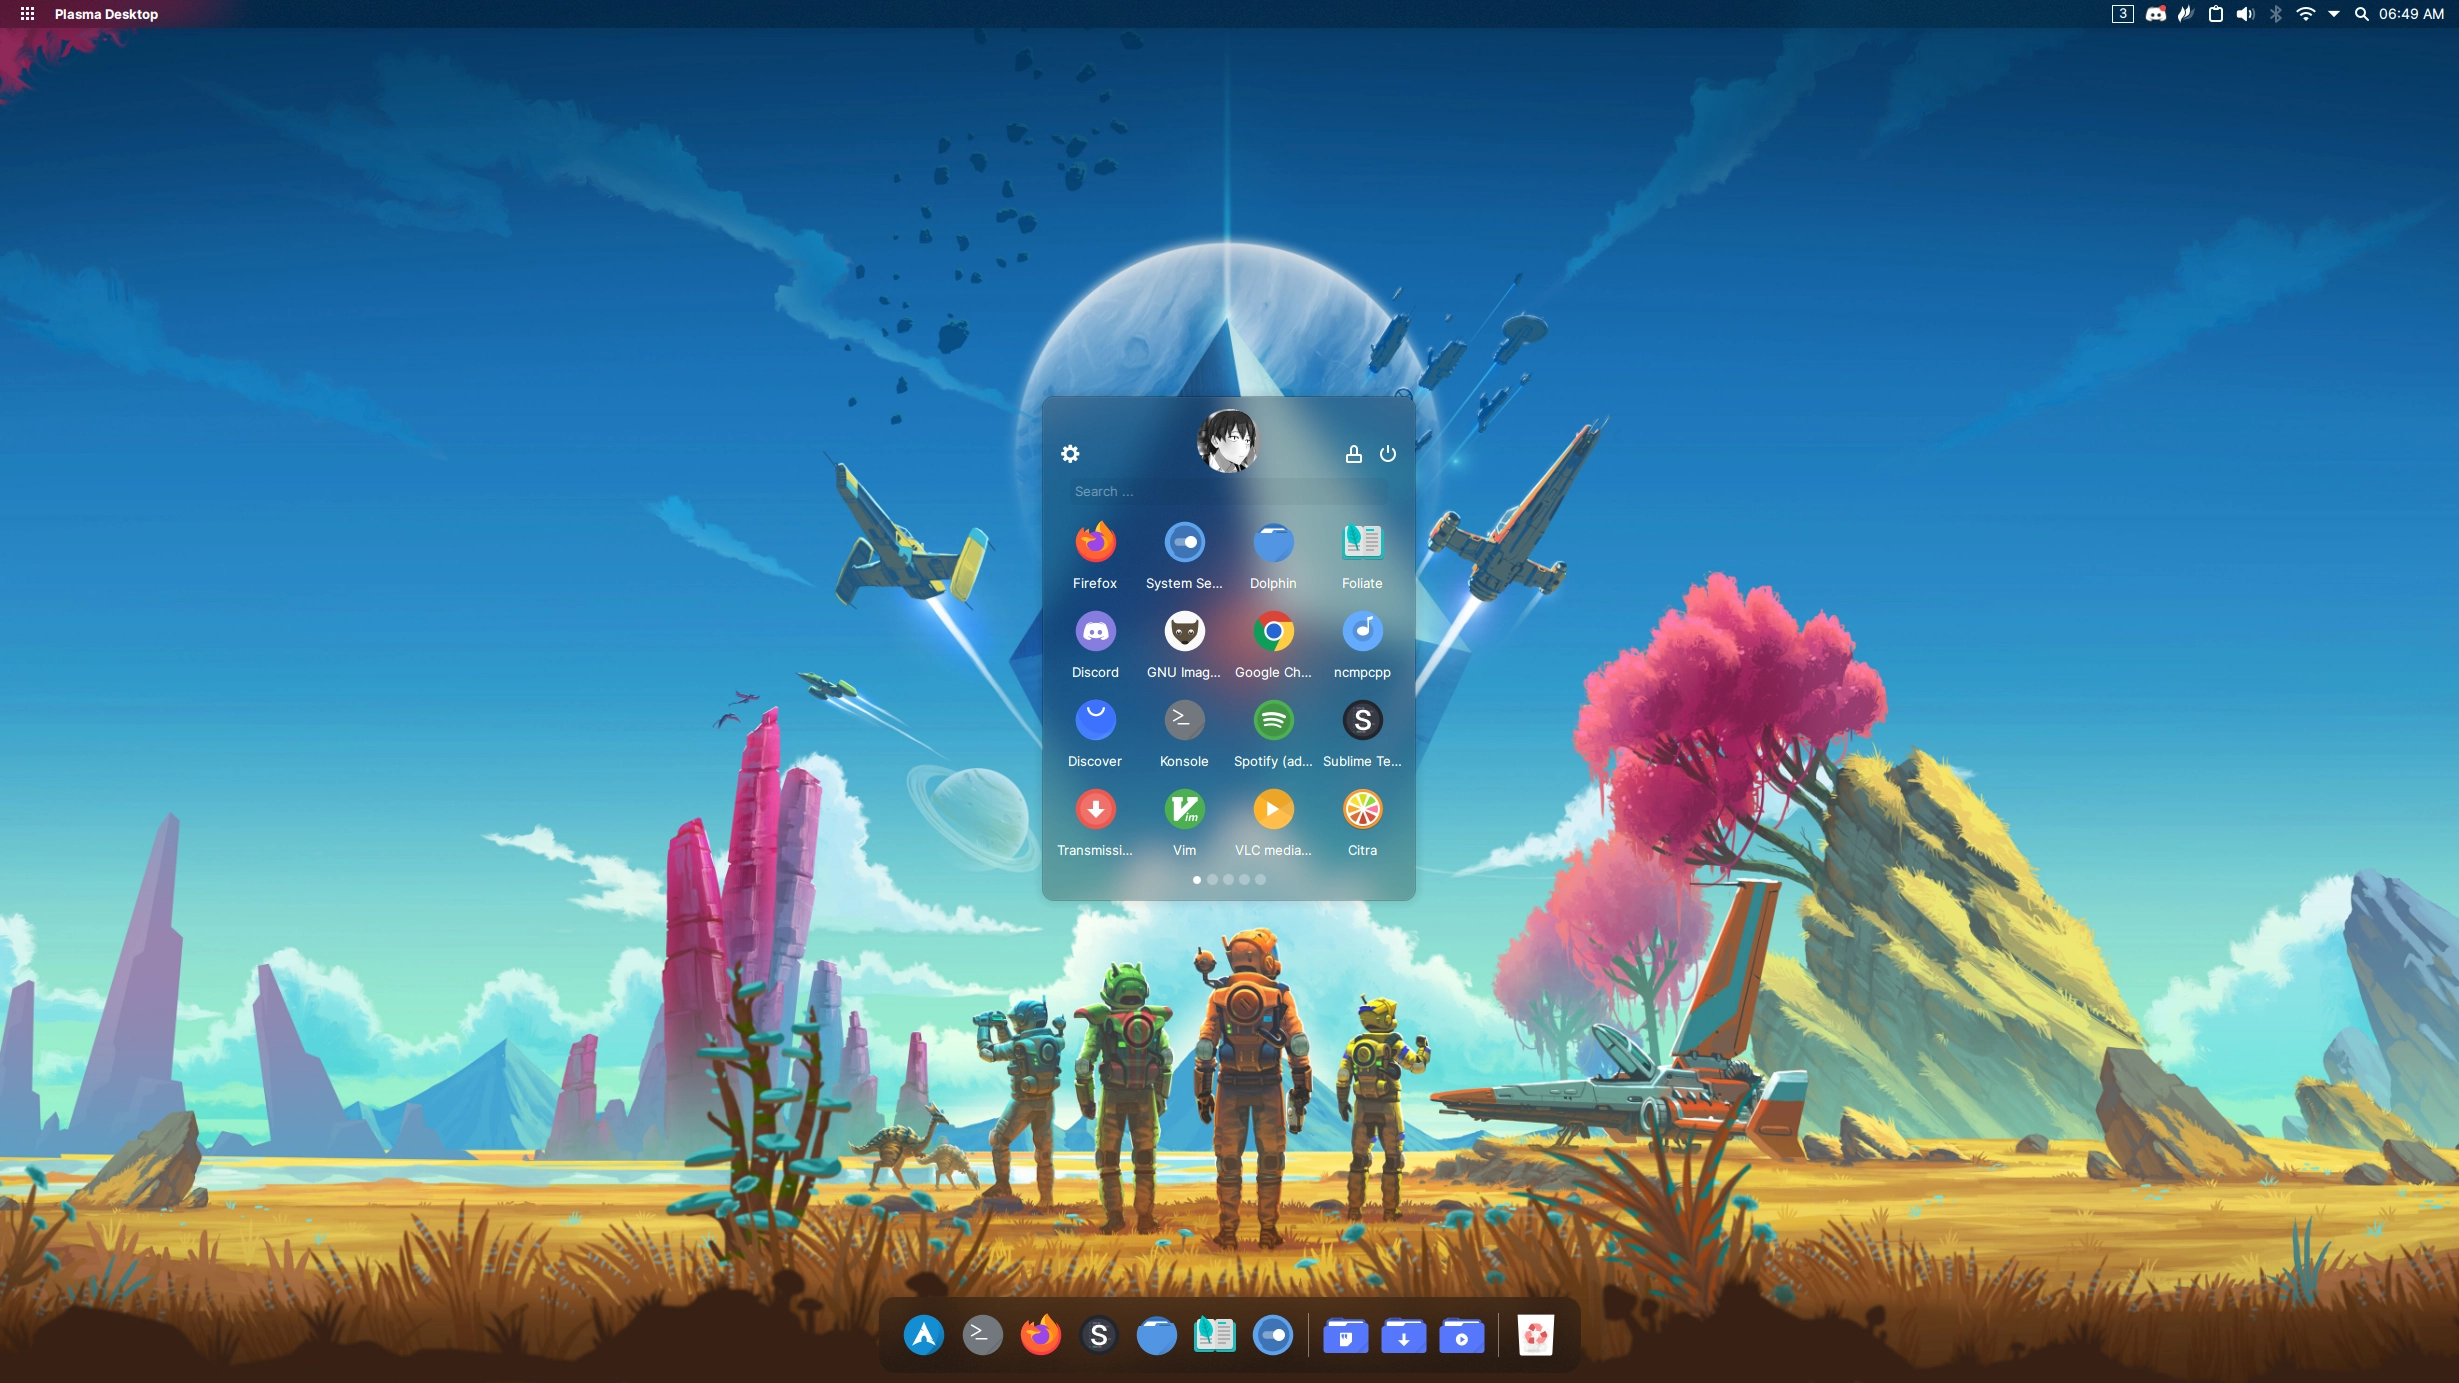 Plasma Desktop
3
06:49 AM
Search ...
Firefox
System Se...
Dolphin
Foliate
Discord
GNU Imag...
Google Ch...
ncmpcpp
Discover
Konsole
Spotify (ad...
S
Sublime Te...
Transmissi...
Vim
Vim
VLC media...
Citra
S